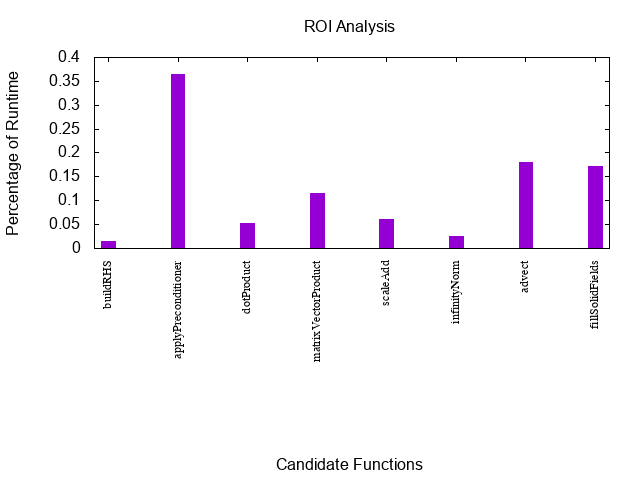 ROI Analysis
Percentage of Runtime
0.4
0.35
0.3
0.25
0.2
0.15
0.1
0.05
0
buildRHS
applyPreconditioner
dotProduct
matrixVectorProduct
scaleAdd
infinityNorm
advect
fillSolidFields
Candidate Functions